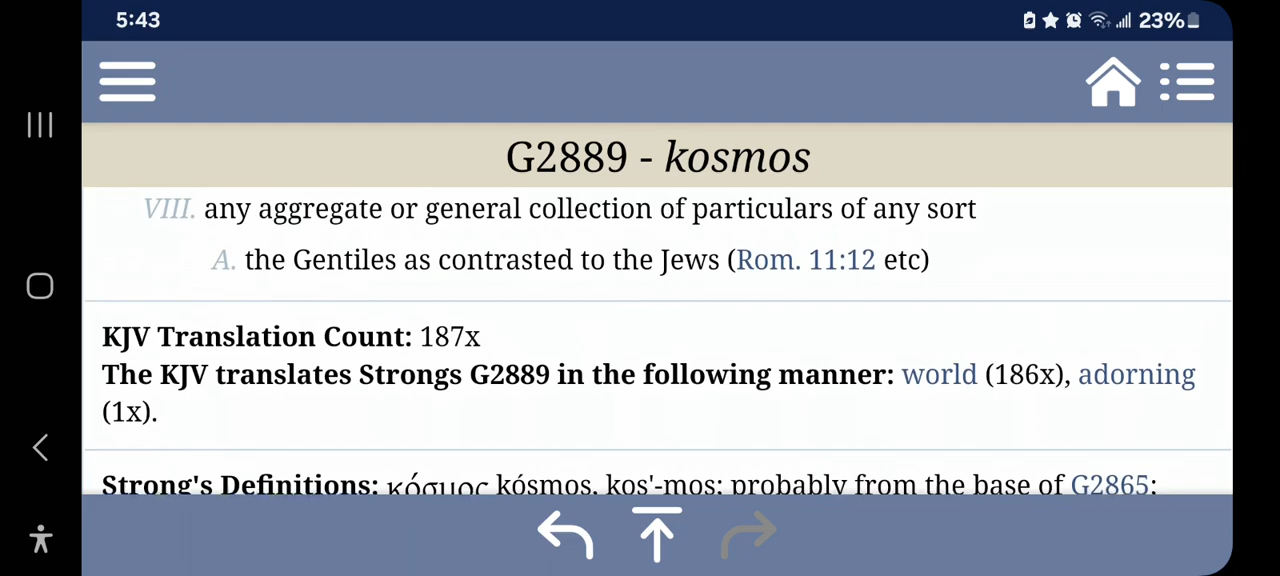 5:43
23%
G2889 - kosmos
VIII. any aggregate or general collection of particulars of any sort
A. the Gentiles as contrasted to the Jews (Rom. 11:12 etc)
KJV Translation Count: 187x
The KJV translates Strongs G2889 in the following manner: world (186x), adorning
(1x).
Strong's Definitions: κόσμος kósmos, kos'-mos; probably from the base of G2865;